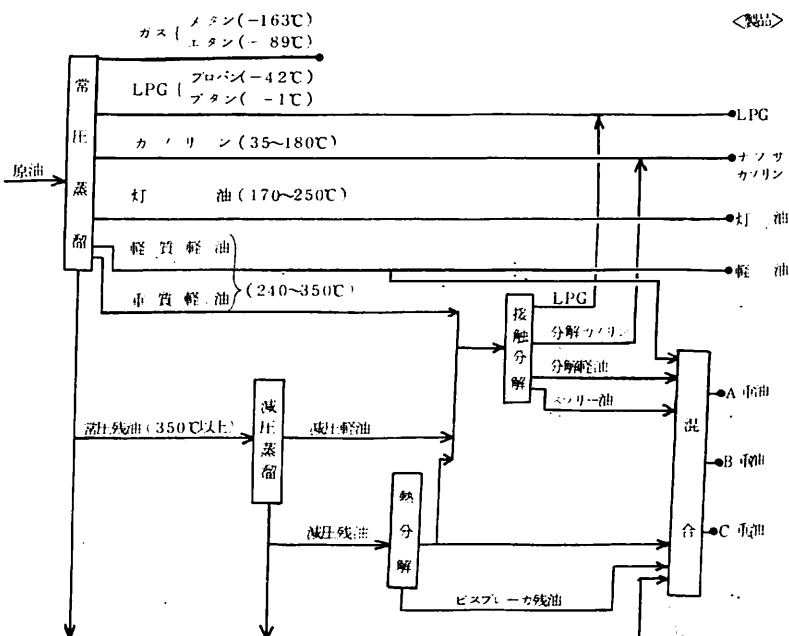 <製品>
ガス { メタン(-163℃)
エタン(- 89℃)
LPG { プロパン(-42℃)
ブタン( -1℃)
LPG
ガソリン(35~180℃)
ナフサ
ガソリン
原油
常圧蒸溜
灯 油(170~250℃)
灯 油
軽質軽油
軽 油
重質軽油
(240~350℃)
LPG
接触分解
分解ガソリン
分解軽油
スラリー油
A 重油
混合
常圧残油(350℃以上)
減圧蒸溜
減圧軽油
B 重油
熱分解
減圧残油
C 重油
ビスブレーカ残油